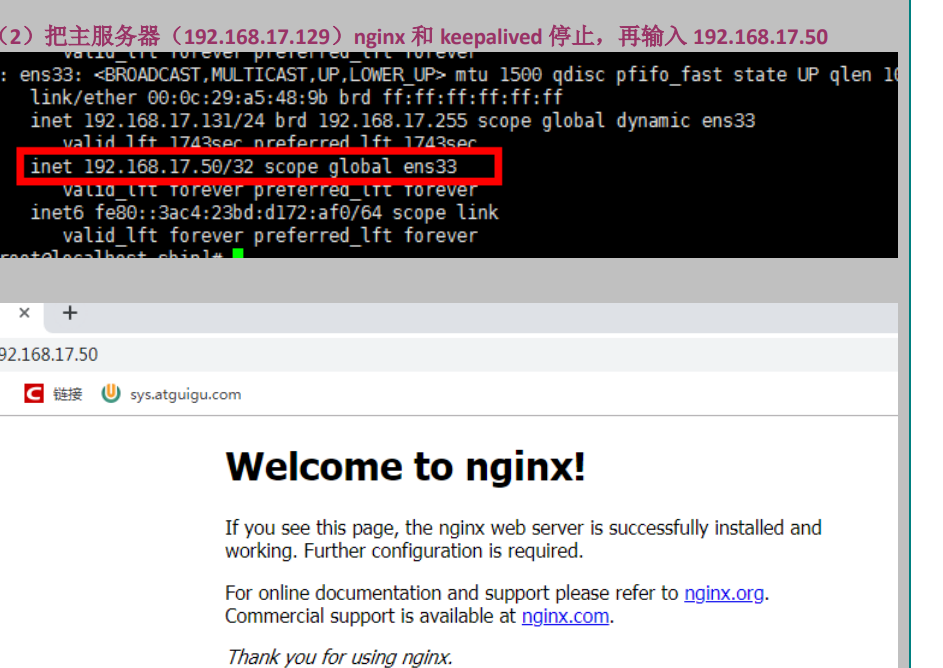 （2）把主服务器（192.168.17.129）nginx 和 keepalived 停止，再输入 192.168.17.50
valid_lft forever preferred_lft forever
: ens33: <BROADCAST,MULTICAST,UP,LOWER_UP> mtu 1500 qdisc pfifo_fast state UP qlen 10
link/ether 00:0c:29:a5:48:9b brd ff:ff:ff:ff:ff:ff
inet 192.168.17.131/24 brd 192.168.17.255 scope global dynamic ens33
valid_lft 1743sec preferred_lft 1743sec
inet 192.168.17.50/32 scope global ens33
valid_lft forever preferred_lft forever
inet6 fe80::3ac4:23bd:d172:af0/64 scope link
valid_lft forever preferred_lft forever
root@localhost sbin]#
× +
92.168.17.50
C 链接 sys.atguigu.com
Welcome to nginx!
If you see this page, the nginx web server is successfully installed and
working. Further configuration is required.
For online documentation and support please refer to nginx.org.
Commercial support is available at nginx.com.
Thank you for using nginx.